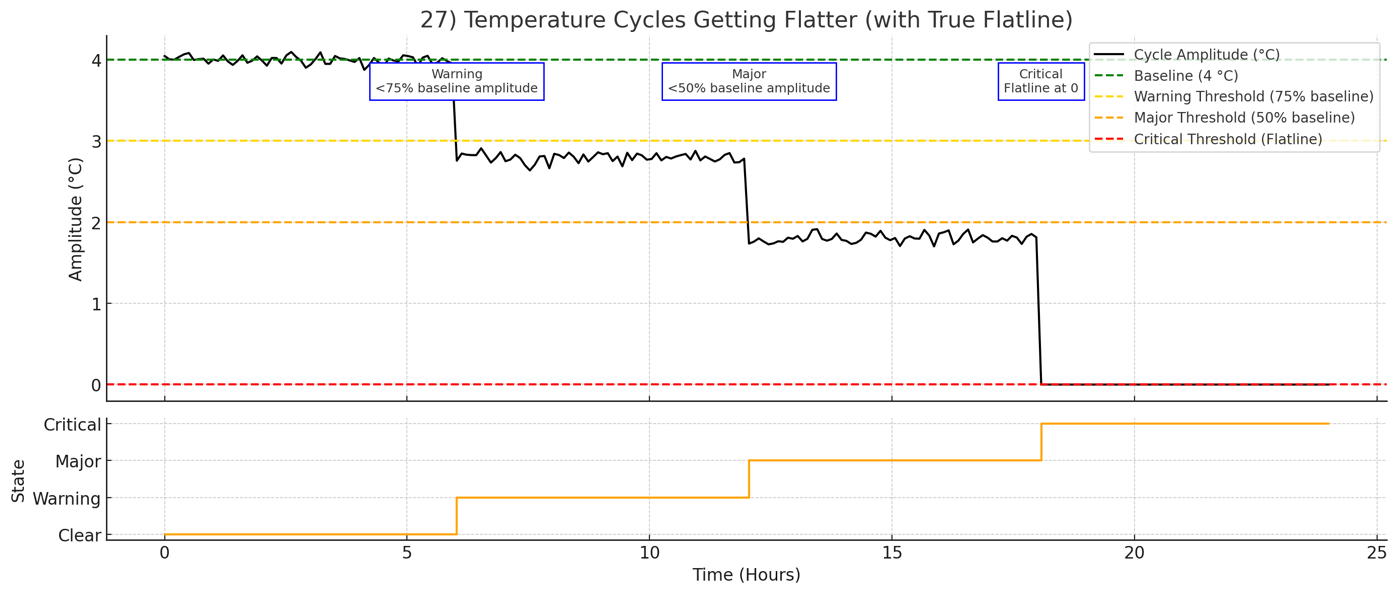 27) Temperature Cycles Getting Flatter (with True Flatline)
Amplitude (°C)
4
3
2
1
0
Warning
<75% baseline amplitude
Major
<50% baseline amplitude
Critical
Flatline at 0
Cycle Amplitude (°C)
Baseline (4 °C)
Warning Threshold (75% baseline)
Major Threshold (50% baseline)
Critical Threshold (Flatline)
State
Critical
Major
Warning
Clear
0
5
10
15
20
25
Time (Hours)